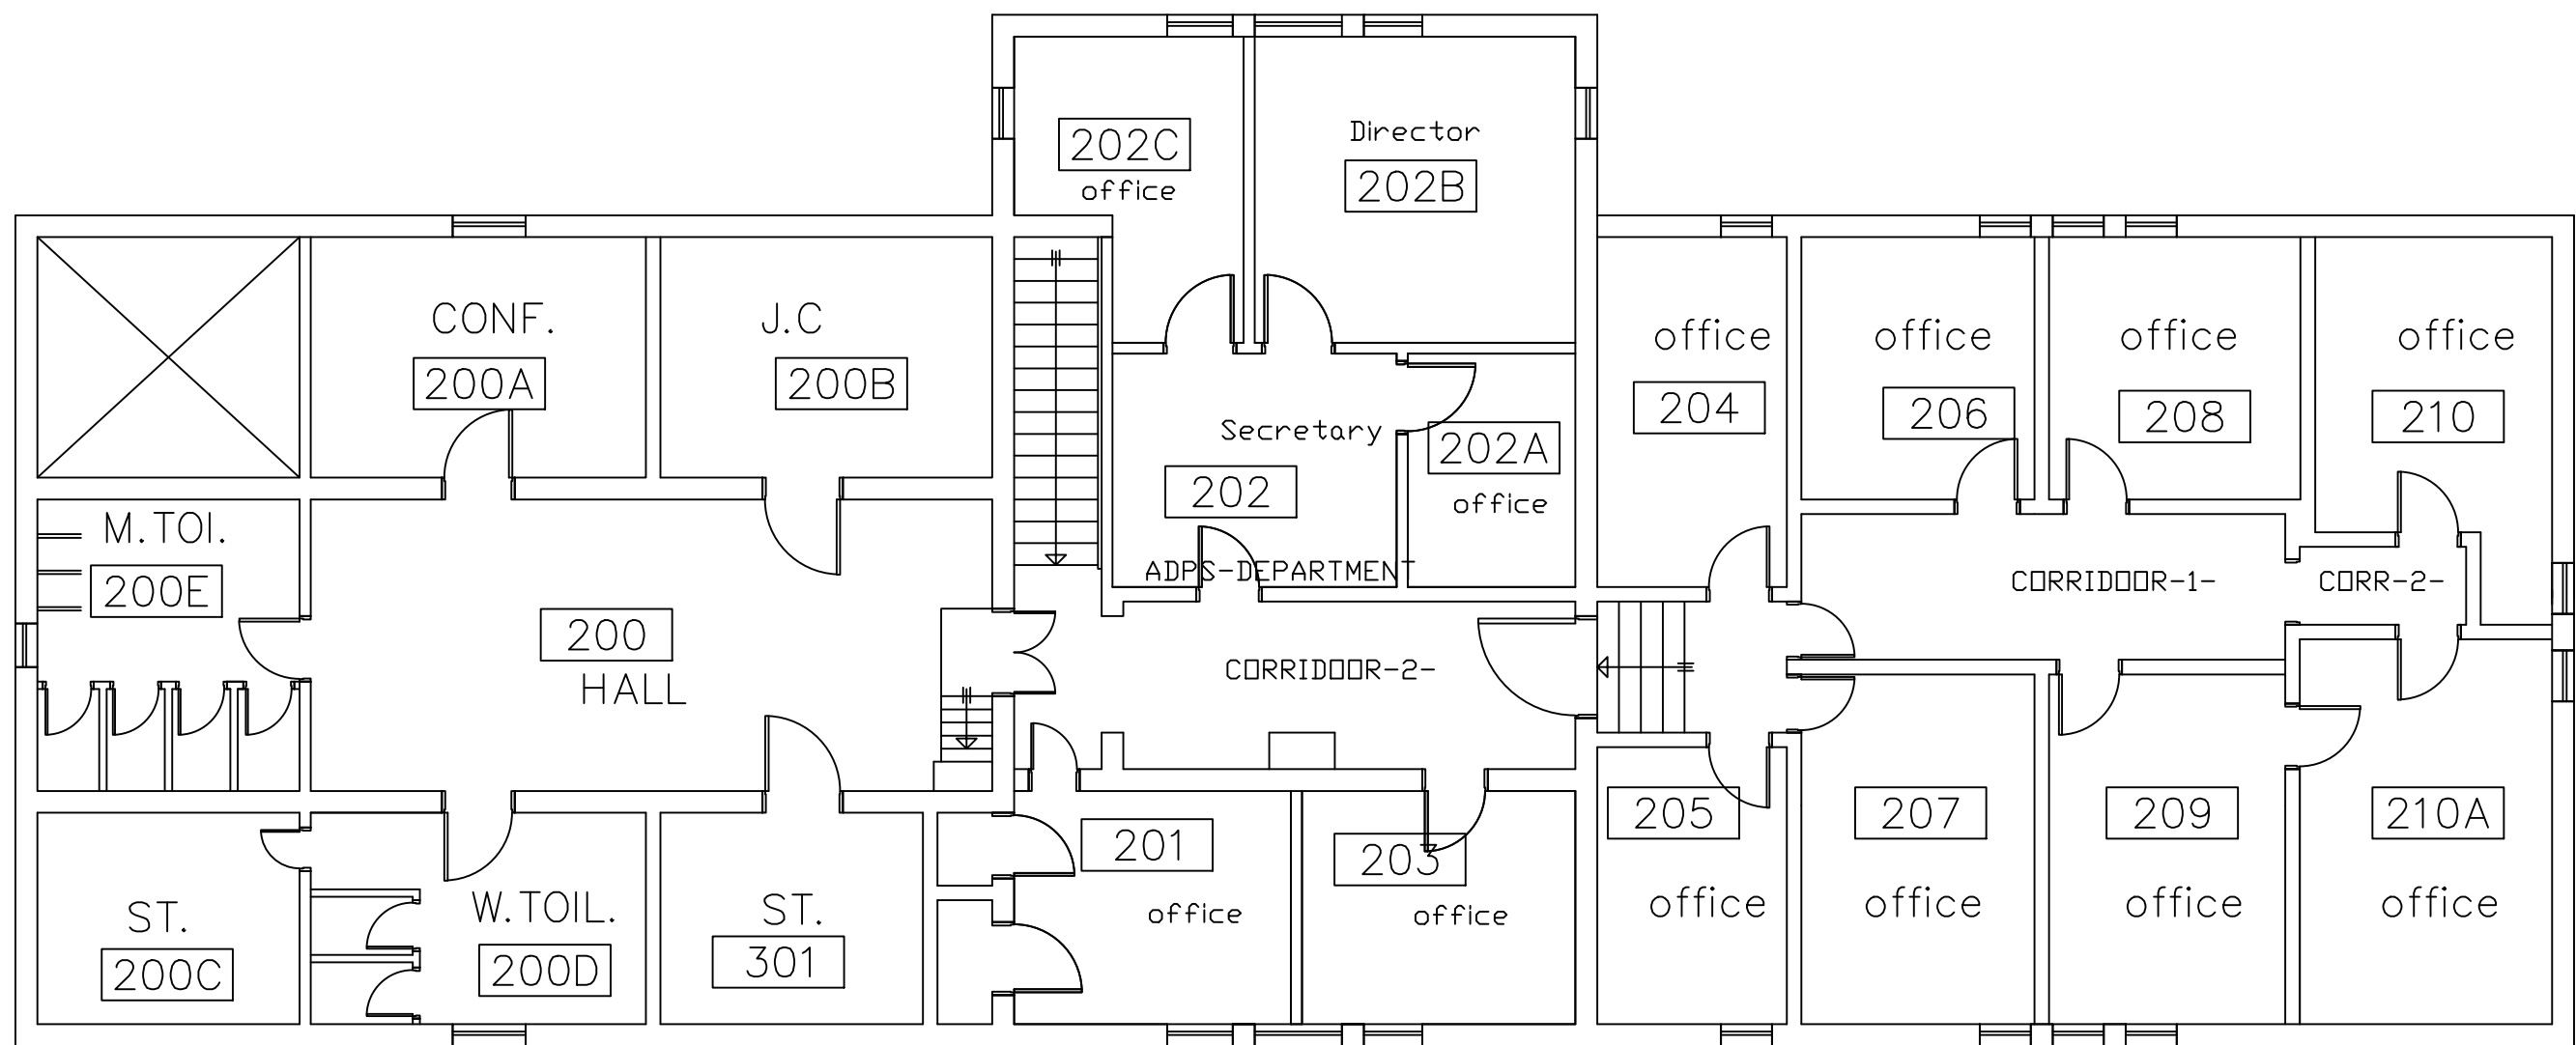 202C
office
Director
202B
CONF.
200A
J.C
200B
Secretary
202
202A
office
office
204
office
206
office
208
office
210
M.TOI.
200E
200
HALL
ADPS-DEPARTMENT
CORRIDOOR-2-
CORRIDOOR-1-
CORR-2-
ST.
200C
W.TOIL.
200D
ST.
301
201
office
203
office
205
office
207
office
209
office
210A
office